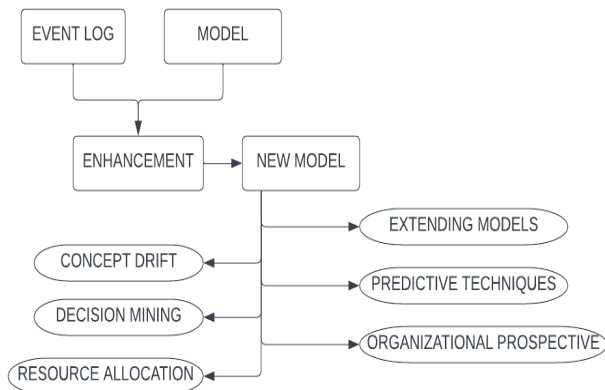 EVENT LOG
MODEL
ENHANCEMENT
NEW MODEL
EXTENDING MODELS
CONCEPT DRIFT
PREDICTIVE TECHNIQUES
DECISION MINING
ORGANIZATIONAL PROSPECTIVE
RESOURCE ALLOCATION